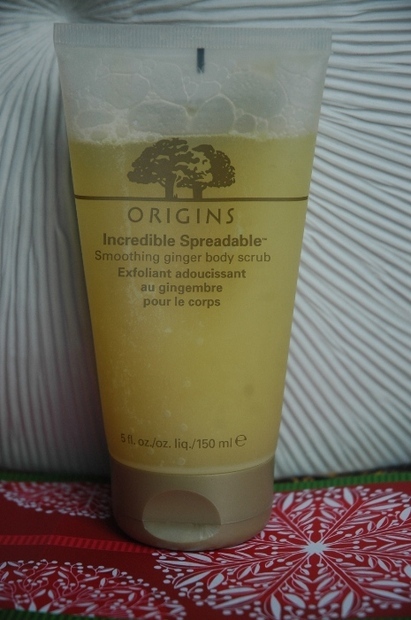 ORIGINS
Incredible Spreadable™
Smoothing ginger body scrub
Exfoliant adoucissant
au gingembre
pour le corps
5 fl. oz./oz. liq./150 ml ℮